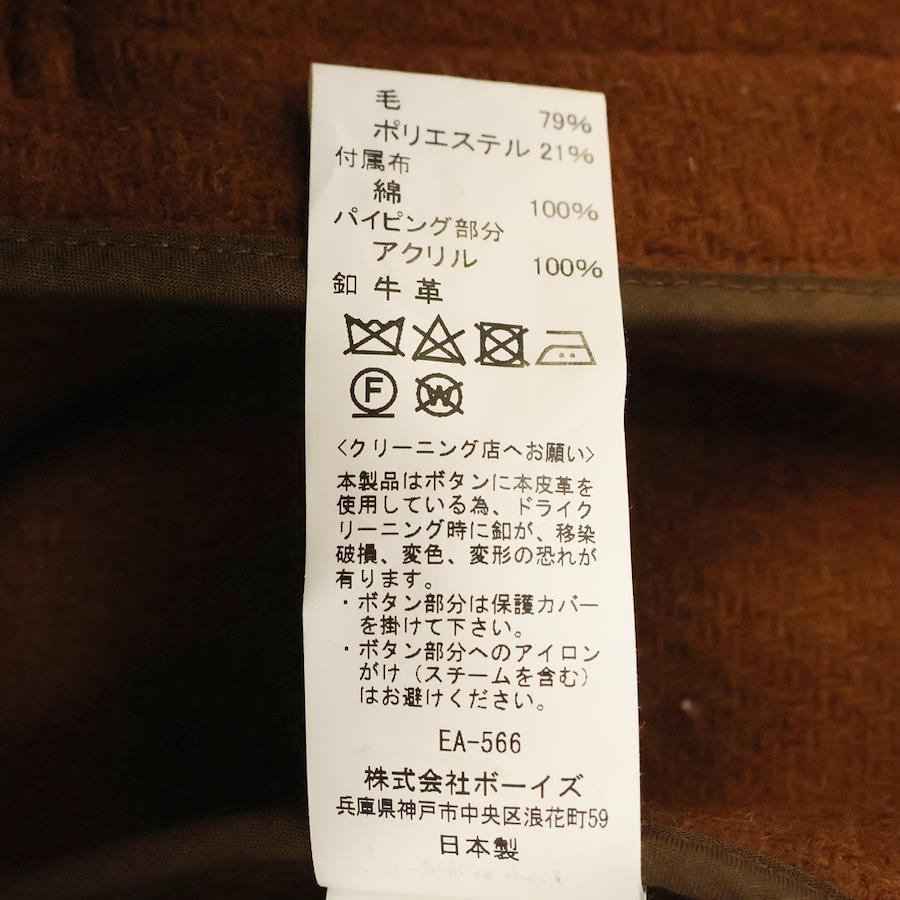 毛 79%
ポリエステル 21%
付属布
綿 100%
パイピング部分
アクリル 100%
釦 牛革
F W
〈クリーニング店へお願い〉
本製品はボタンに本皮革を
使用している為、ドライク
リーニング時に釦が、移染
破損、変色、変形の恐れが
有ります。
・ボタン部分は保護カバー
を掛けて下さい。
・ボタン部分へのアイロン
がけ（スチームを含む）
はお避けください。
EA-566
株式会社ボーイズ
兵庫県神戸市中央区浪花町59
日本製